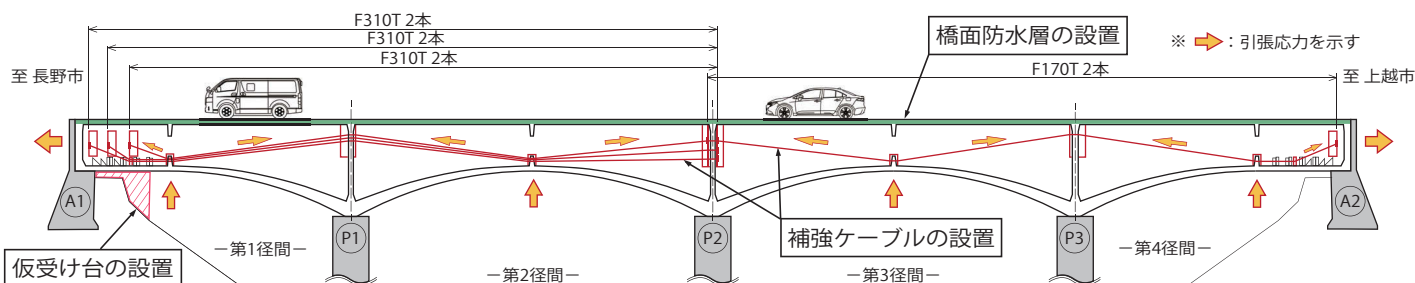 F310T 2本
F310T 2本
F310T 2本
橋面防水層の設置
※ ：引張応力を示す
至 長野市
F170T 2本
至 上越市
A1
A2
P1
P2
P3
仮受け台の設置
補強ケーブルの設置
－第1径間－
－第2径間－
－第3径間－
－第4径間－